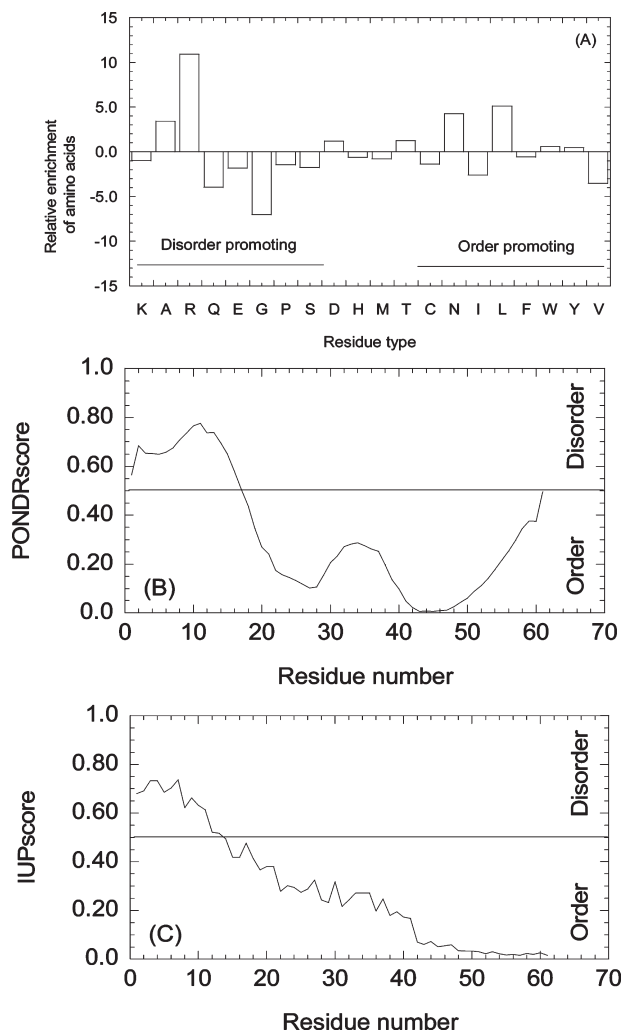 (A)
15
10
5.0
0.0
-5.0
-10
-15
Relative enrichment
of amino acids
Disorder promoting
Order promoting
K A R Q E G P S D H M T C N I L F W Y V
Residue type
1.0
0.80
0.60
0.40
0.20
0.0
PONDRscore
Disorder
Order
(B)
0 10 20 30 40 50 60 70
Residue number
1.0
0.80
0.60
0.40
0.20
0.0
IUPscore
Disorder
Order
(C)
0 10 20 30 40 50 60 70
Residue number